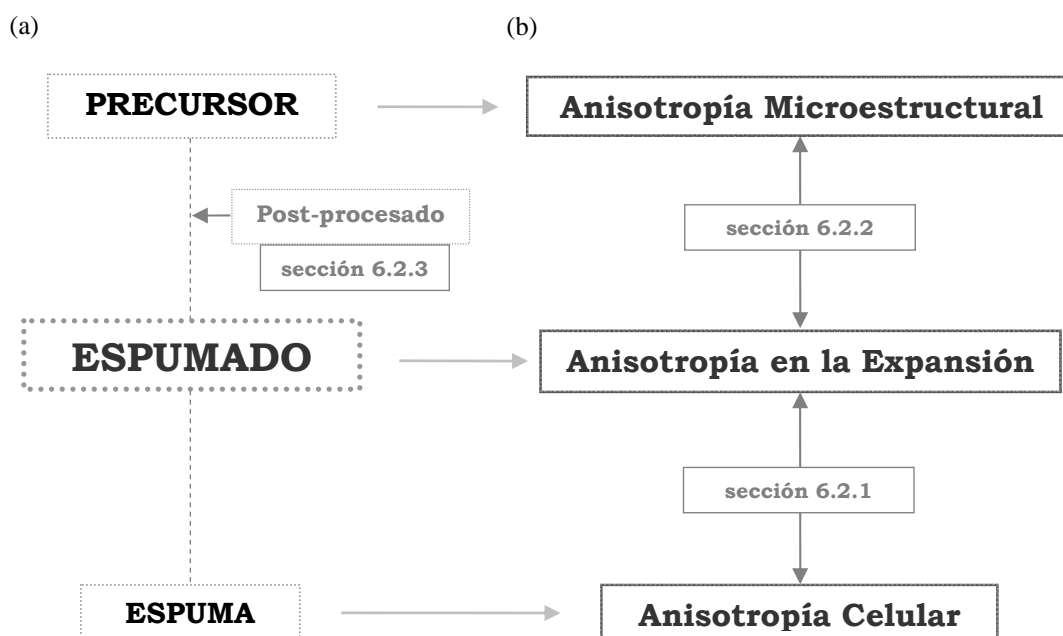 (a)
(b)
PRECURSOR
Anisotropía Microestructural
Post-procesado
sección 6.2.2
sección 6.2.3
ESPUMADO
Anisotropía en la Expansión
sección 6.2.1
ESPUMA
Anisotropía Celular